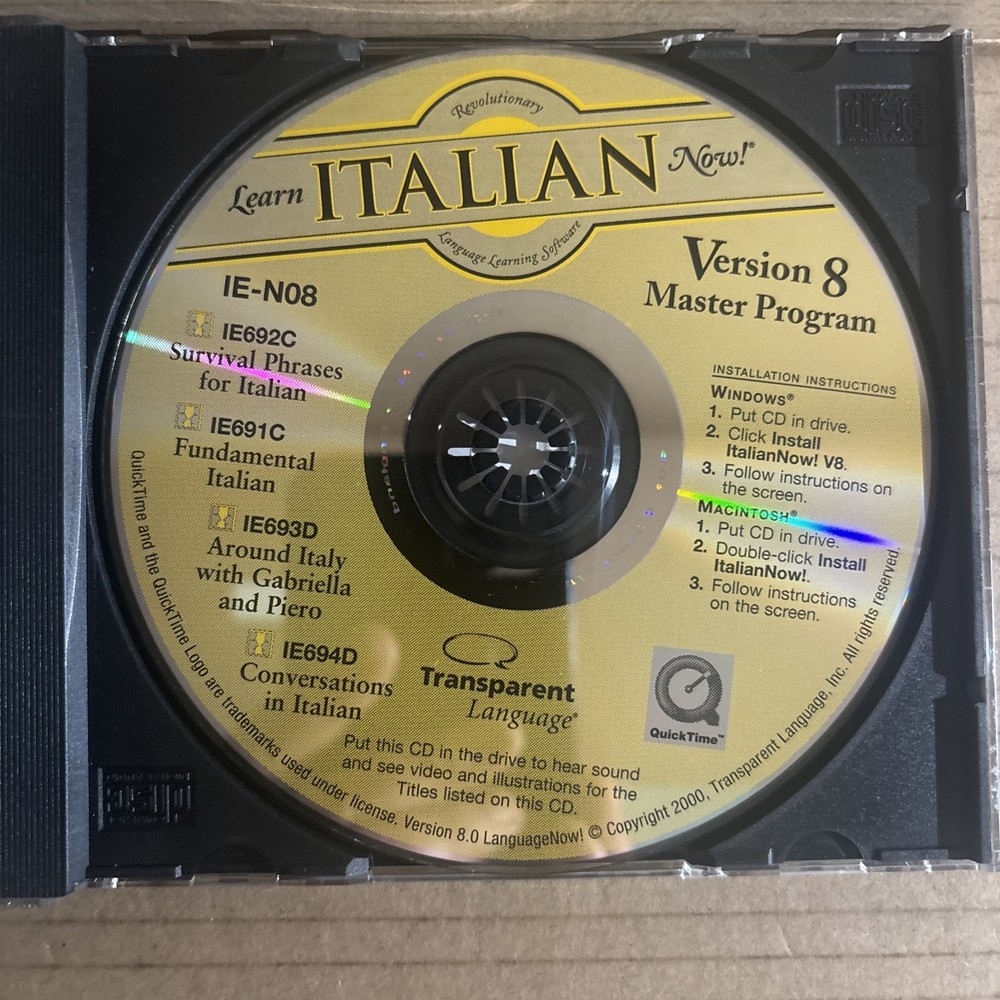 Revolutionary
Learn ITALIAN Now!®
Language Learning Software
Version 8
Master Program
IE-N08
IE692C
Survival Phrases
for Italian
IE691C
Fundamental
Italian
IE693D
Around Italy
with Gabriella
and Piero
IE694D
Conversations
in Italian
INSTALLATION INSTRUCTIONS
WINDOWS®
1. Put CD in drive.
2. Click Install
ItalianNow! V8.
3. Follow instructions on
the screen.
MACINTOSH®
1. Put CD in drive.
2. Double-click Install
ItalianNow!.
3. Follow instructions
on the screen.
Transparent
Language®
QuickTime™
Put this CD in the drive to hear sound
and see video and illustrations for the
Titles listed on this CD.
QuickTime and the QuickTime Logo are trademarks used under license. Version 8.0 LanguageNow! © Copyright 2000, Transparent Language, Inc. All rights reserved.